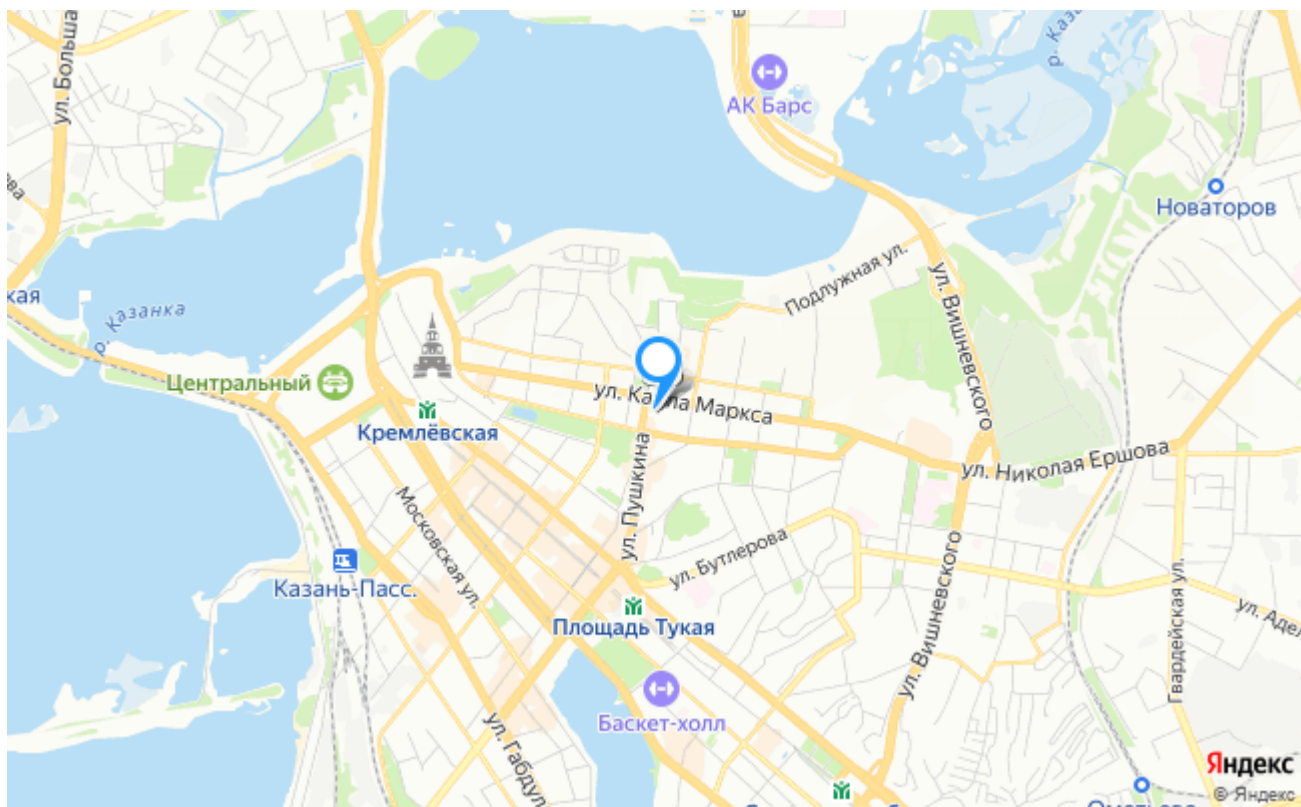 ул. Больша
р. Каза
АК Барс
Новаторов
Подлужная ул.
ул. Вишневского
кая
р. Казанка
Центральный
ул. Карла Маркса
Кремлёвская
ул. Николая Ершова
ул. Пушкина
Московская ул.
ул. Бутлерова
Казань-Пасс.
Площадь Тукая
ул. Вишневского
Гвардейская ул.
ул. Адел
Баскет-холл
ул. Габдул
Яндекс
© Яндекс